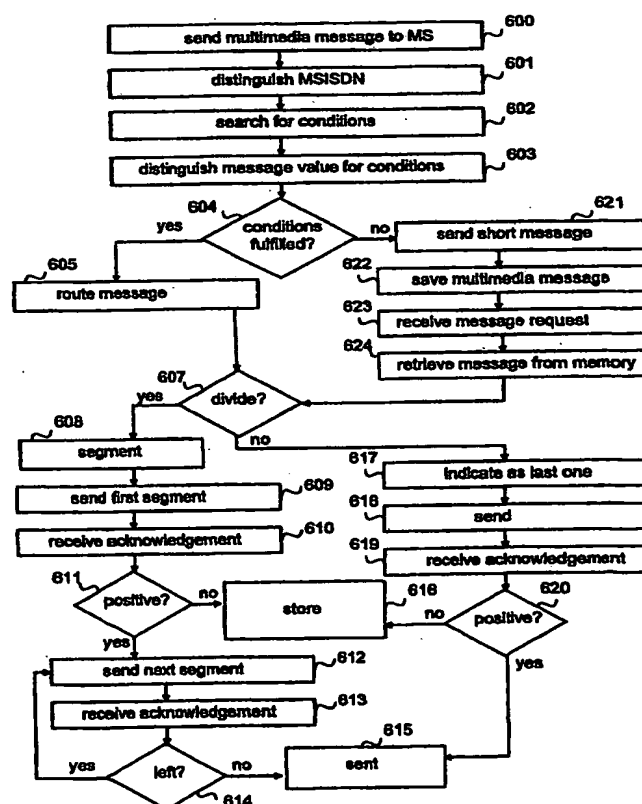 send multimedia message to MS 600
distinguish MSISDN 601
search for conditions 602
distinguish message value for conditions 603
604 conditions fulfilled?
yes
no
621
send short message
605
route message
622
save multimedia message
623
receive message request
624
retrieve message from memory
607
divide?
yes
no
608
segment
617
indicate as last one
send first segment 609
618
send
receive acknowledgement 610
619
receive acknowledgement
611
positive?
no
yes
616
store
620
positive?
no
yes
send next segment 612
receive acknowledgement 613
615
sent
left?
yes
no
614